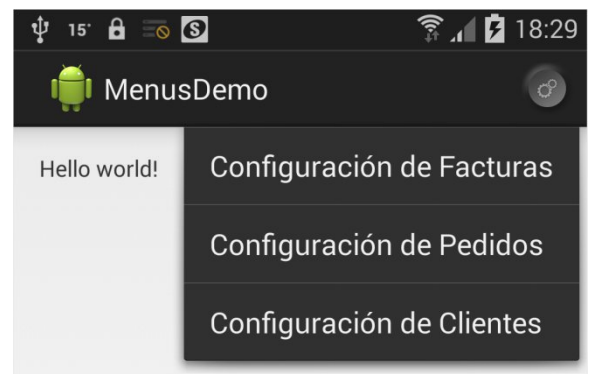 15° S 18:29
MenusDemo
Hello world!
Configuración de Facturas
Configuración de Pedidos
Configuración de Clientes